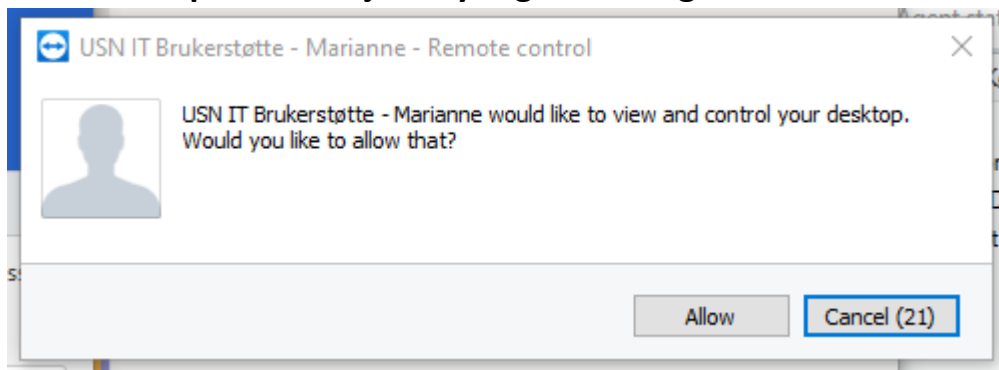 USN IT Brukerstøtte - Marianne - Remote control
USN IT Brukerstøtte - Marianne would like to view and control your desktop.
Would you like to allow that?
Allow
Cancel (21)